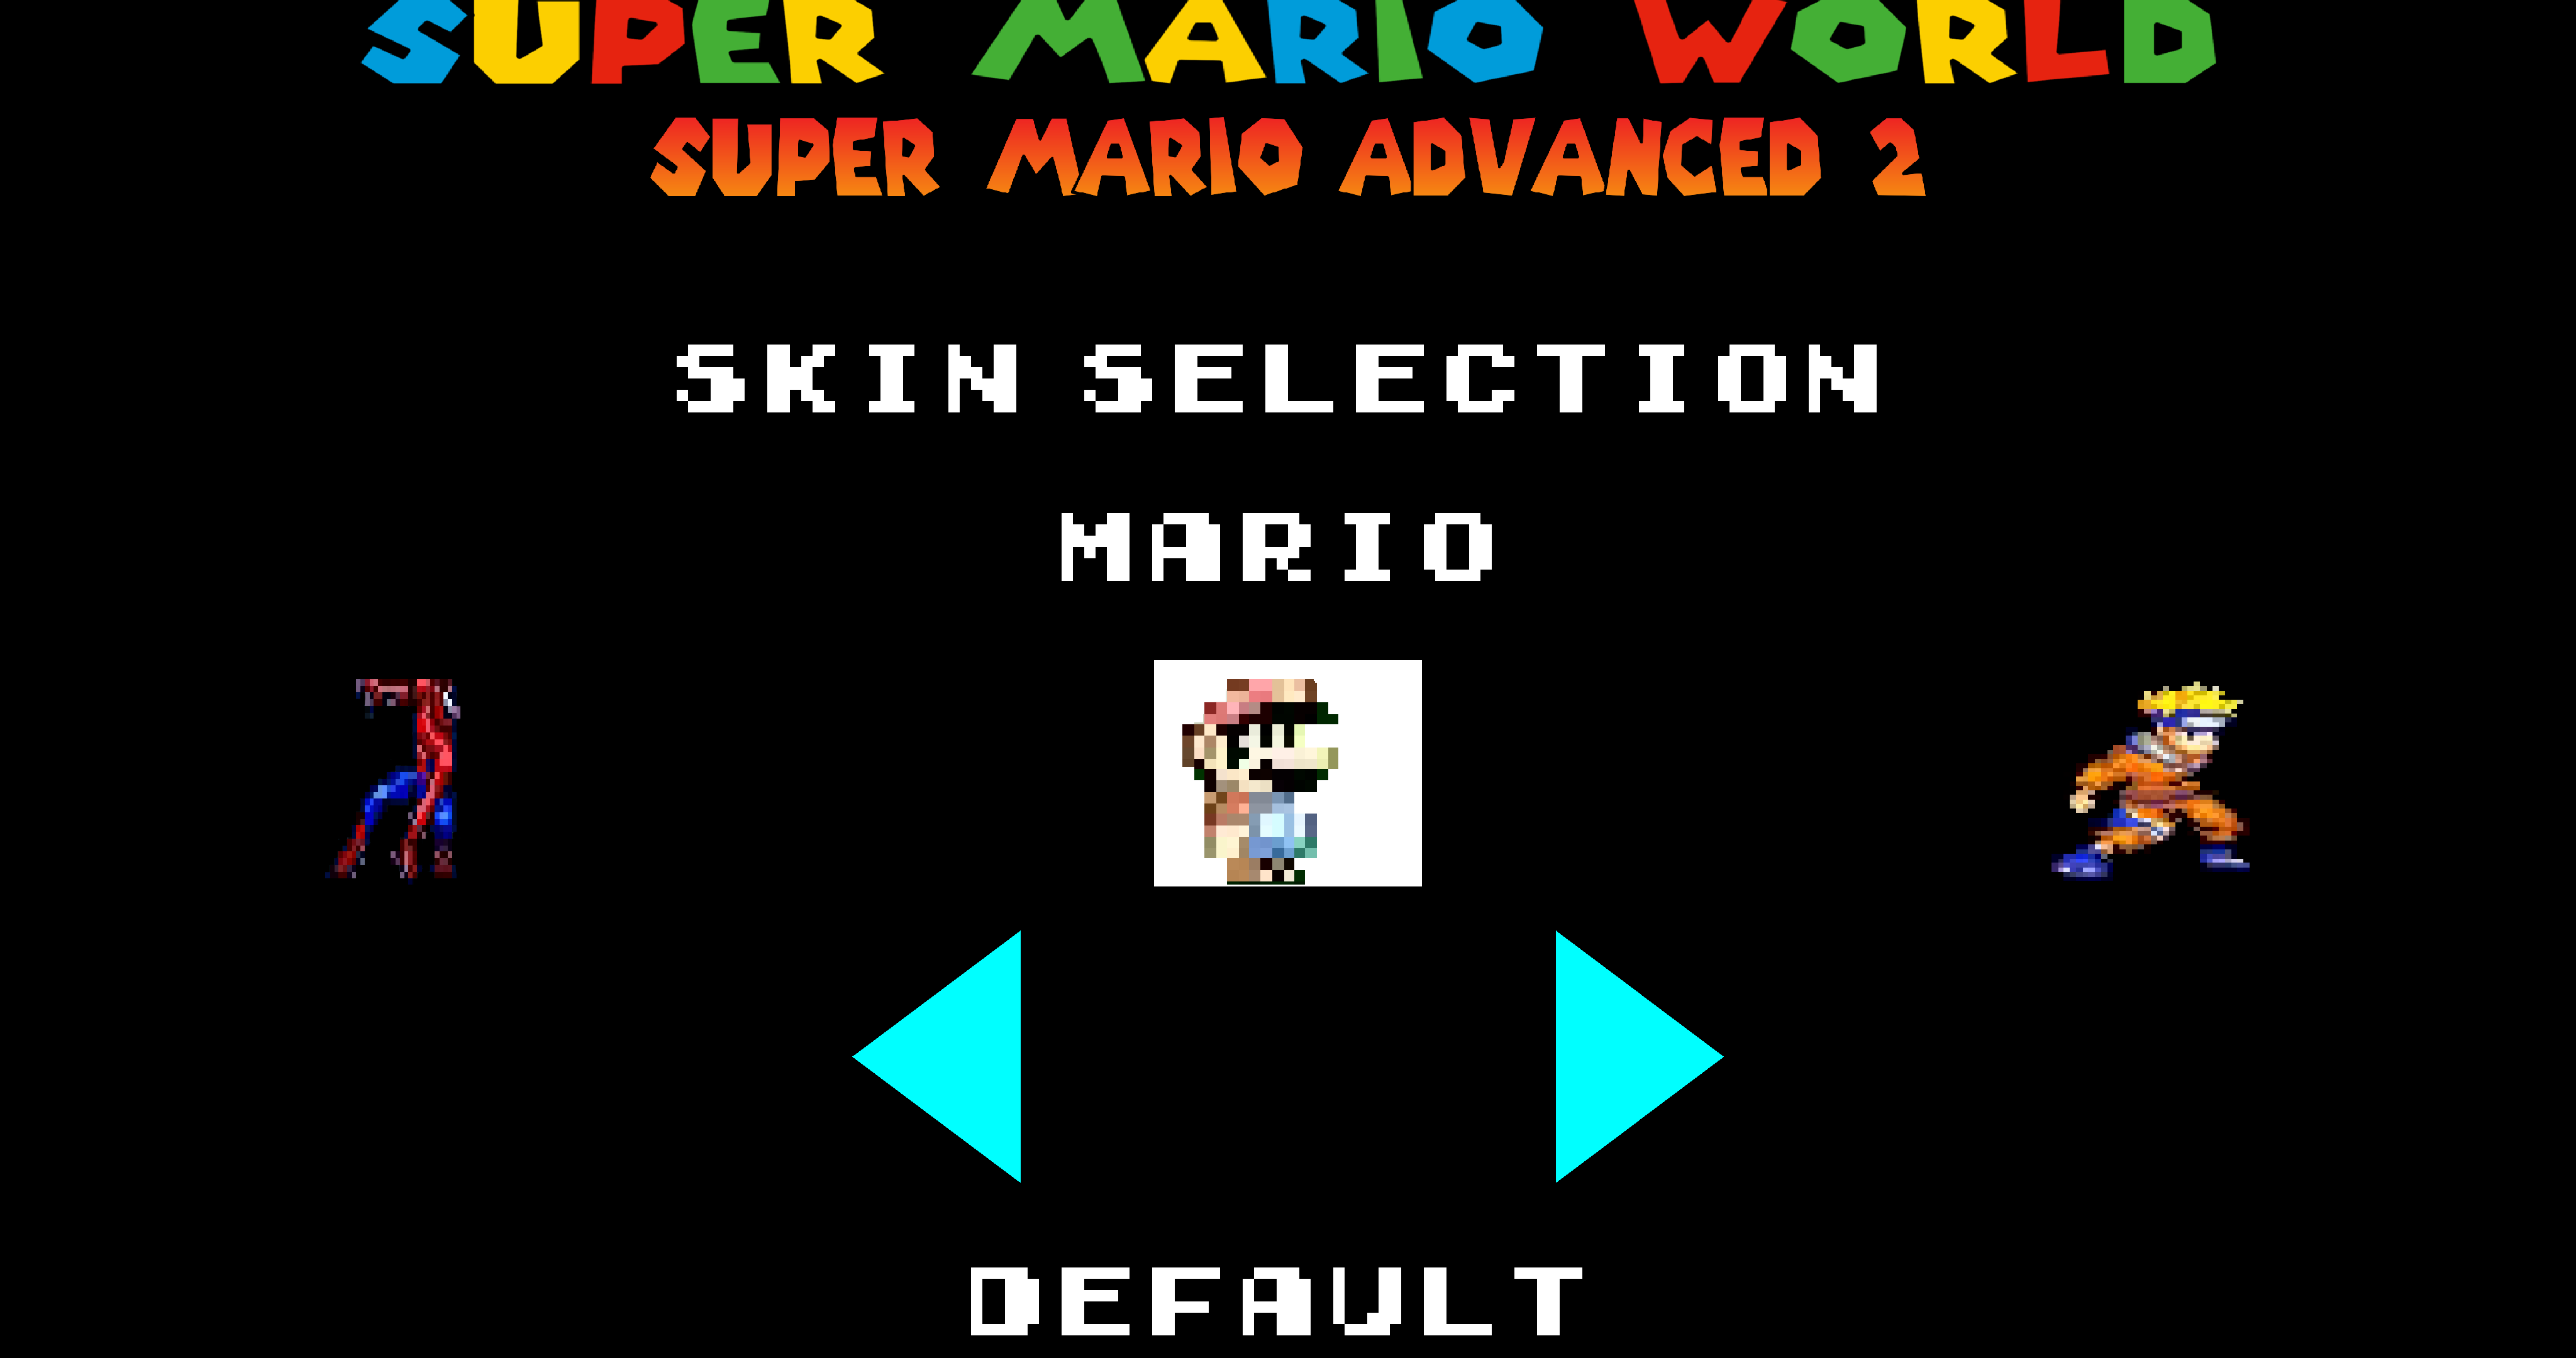 SUPER MARIO WORLD
SUPER MARIO ADVANCED 2
SKIN SELECTION
MARIO
DEFAULT